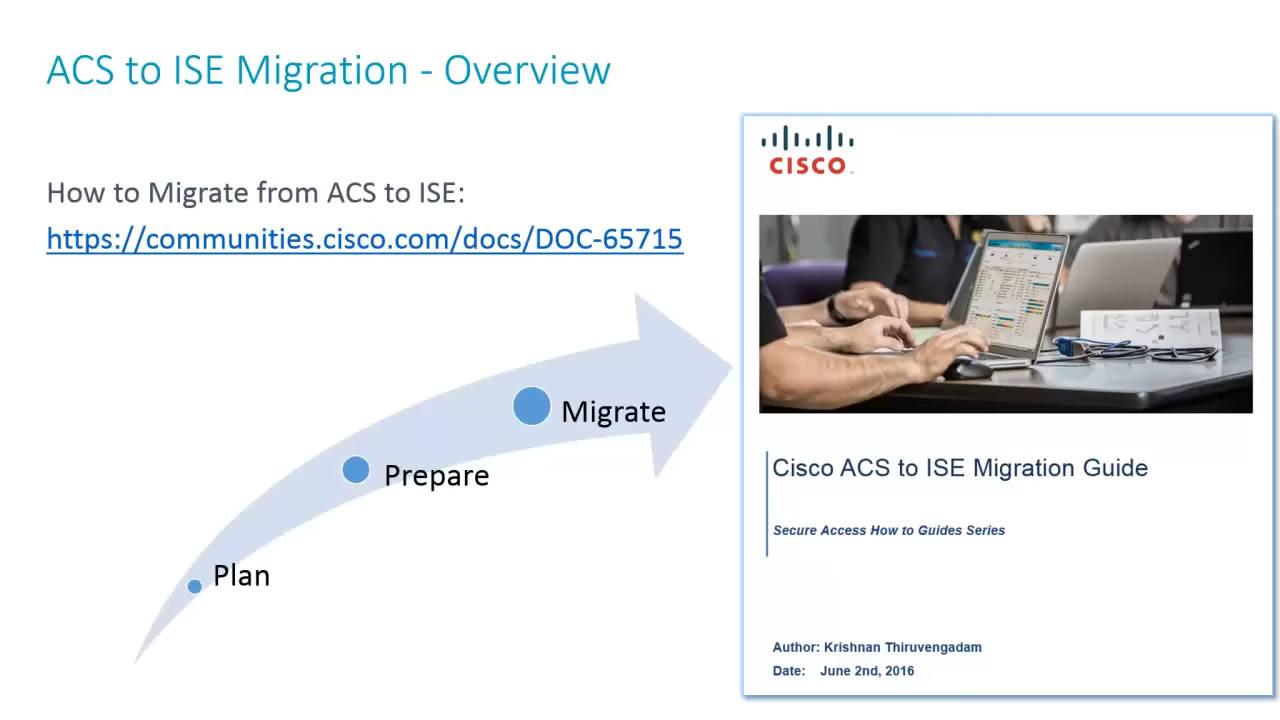 ACS to ISE Migration - Overview
How to Migrate from ACS to ISE:
https://communities.cisco.com/docs/DOC-65715
Migrate
Prepare
Plan
CISCO
Cisco ACS to ISE Migration Guide
Secure Access How to Guides Series
Author: Krishnan Thiruvengadam
Date: June 2nd, 2016